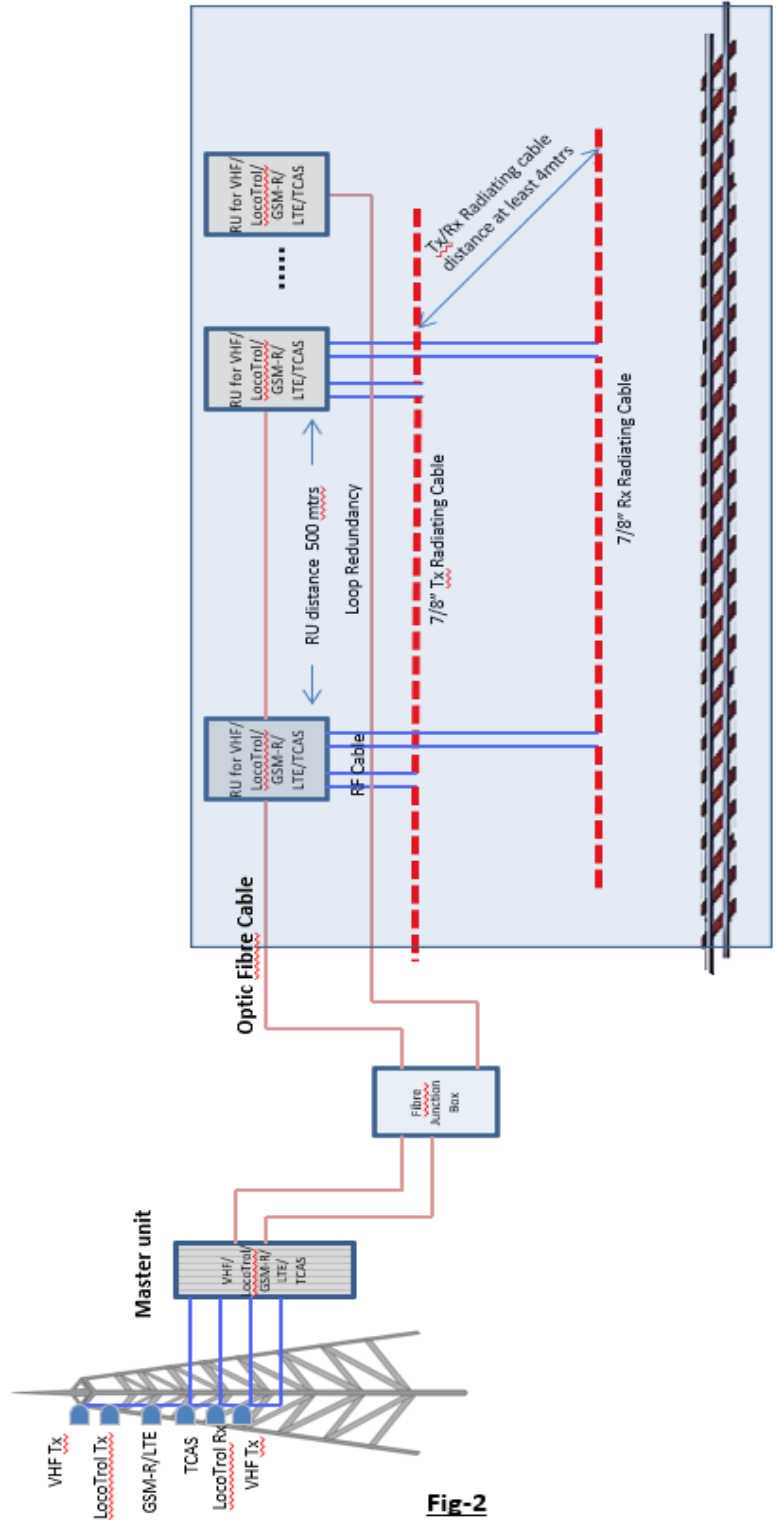 VHF Tx
LocoTrol Tx
GSM-R/LTE
TCAS
LocoTrol Rx
VHF Tx
Master unit
VHF/
LocoTrol/
GSM-R/
LTE/
TCAS
Fibre
Junction
Box
Optic Fibre Cable
RU for VHF/
LocoTrol/
GSM-R/
LTE/TCAS
RF Cable
RU distance 500 mtrs
Loop Redundancy
RU for VHF/
LocoTrol/
GSM-R/
LTE/TCAS
.....
RU for VHF/
LocoTrol/
GSM-R/
LTE/TCAS
7/8" Tx Radiating Cable
Tx/Rx Radiating cable
distance at least 4mtrs
7/8" Rx Radiating Cable
Fig-2